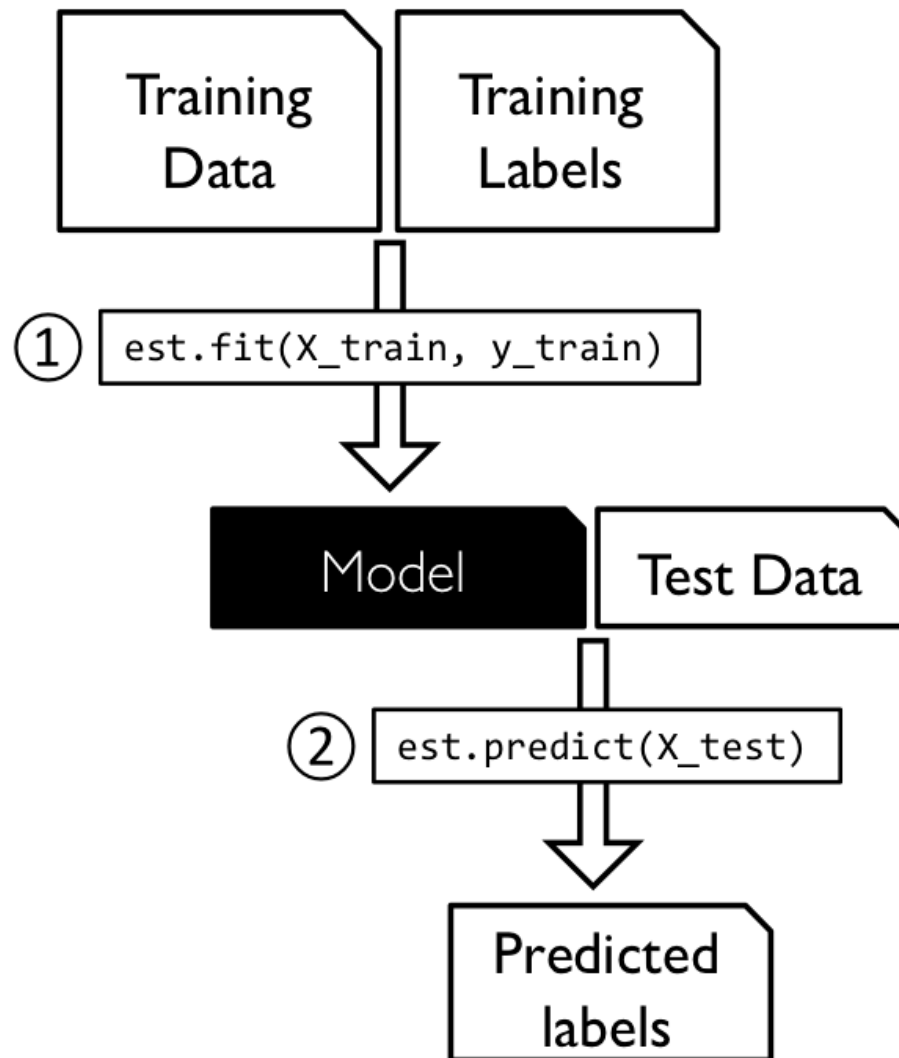 Training
Data
Training
Labels
① est.fit(X_train, y_train)
Model
Test Data
② est.predict(X_test)
Predicted
labels